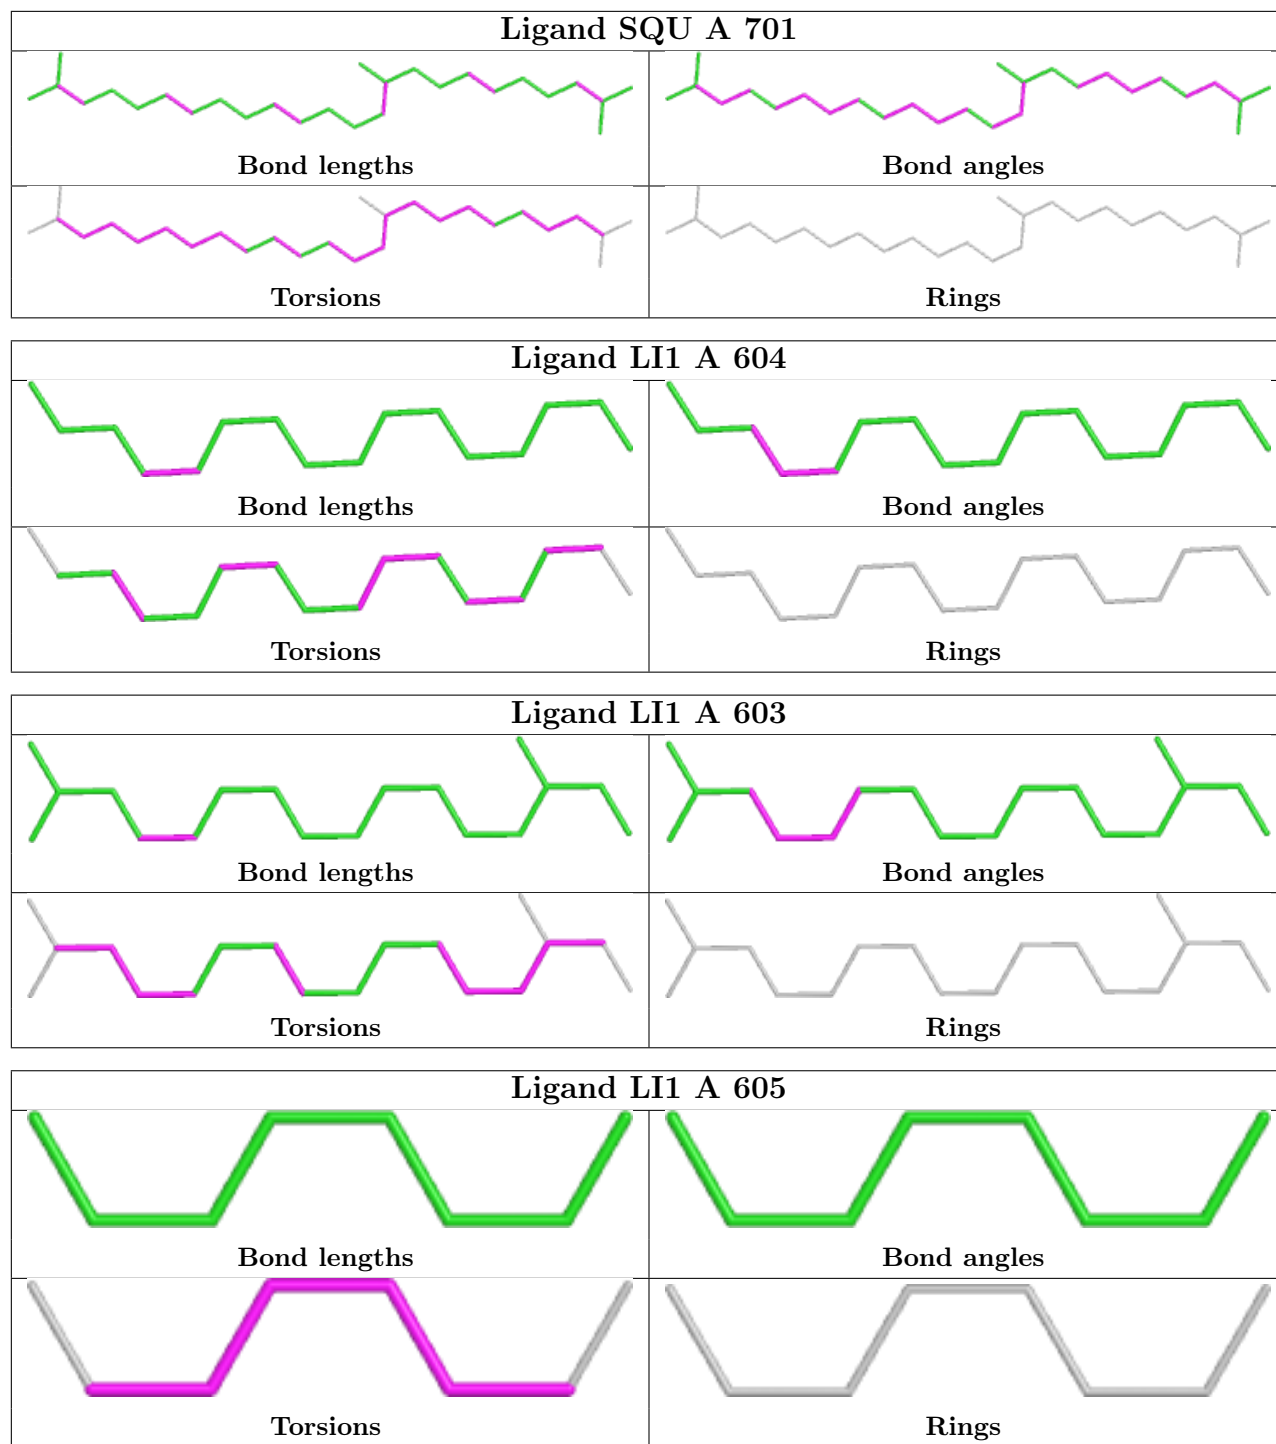 Ligand SQU A 701
Bond lengths
Bond angles
Torsions
Rings
Ligand LI1 A 604
Bond lengths
Bond angles
Torsions
Rings
Ligand LI1 A 603
Bond lengths
Bond angles
Torsions
Rings
Ligand LI1 A 605
Bond lengths
Bond angles
Torsions
Rings